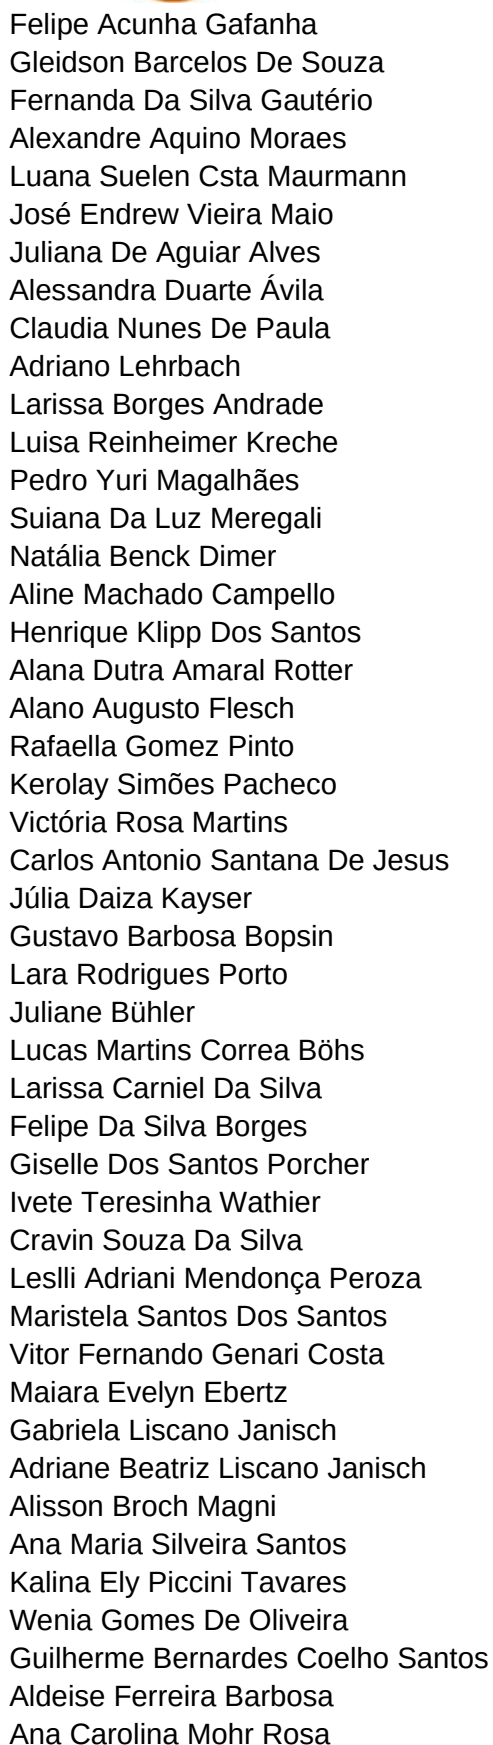 Felipe Acunha Gafanha
Gleidson Barcelos De Souza
Fernanda Da Silva Gautério
Alexandre Aquino Moraes
Luana Suelen Csta Maurmann
José Endrew Vieira Maio
Juliana De Aguiar Alves
Alessandra Duarte Ávila
Claudia Nunes De Paula
Adriano Lehrbach
Larissa Borges Andrade
Luisa Reinheimer Kreche
Pedro Yuri Magalhães
Suiana Da Luz Meregali
Natália Benck Dimer
Aline Machado Campello
Henrique Klipp Dos Santos
Alana Dutra Amaral Rotter
Alano Augusto Flesch
Rafaella Gomez Pinto
Kerolay Simões Pacheco
Victória Rosa Martins
Carlos Antonio Santana De Jesus
Júlia Daiza Kayser
Gustavo Barbosa Bopsin
Lara Rodrigues Porto
Juliane Bühler
Lucas Martins Correa Böhs
Larissa Carniel Da Silva
Felipe Da Silva Borges
Giselle Dos Santos Porcher
Ivete Teresinha Wathier
Cravin Souza Da Silva
Leslli Adriani Mendonça Peroza
Maristela Santos Dos Santos
Vitor Fernando Genari Costa
Maiara Evelyn Ebertz
Gabriela Liscano Janisch
Adriane Beatriz Liscano Janisch
Alisson Broch Magni
Ana Maria Silveira Santos
Kalina Ely Piccini Tavares
Wenia Gomes De Oliveira
Guilherme Bernardes Coelho Santos
Aldeise Ferreira Barbosa
Ana Carolina Mohr Rosa